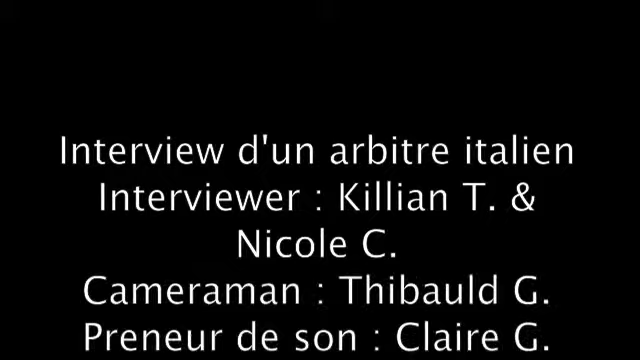 Interview d'un arbitre italien
Interviewer : Killian T. &
Nicole C.
Cameraman : Thibauld G.
Preneur de son : Claire G.